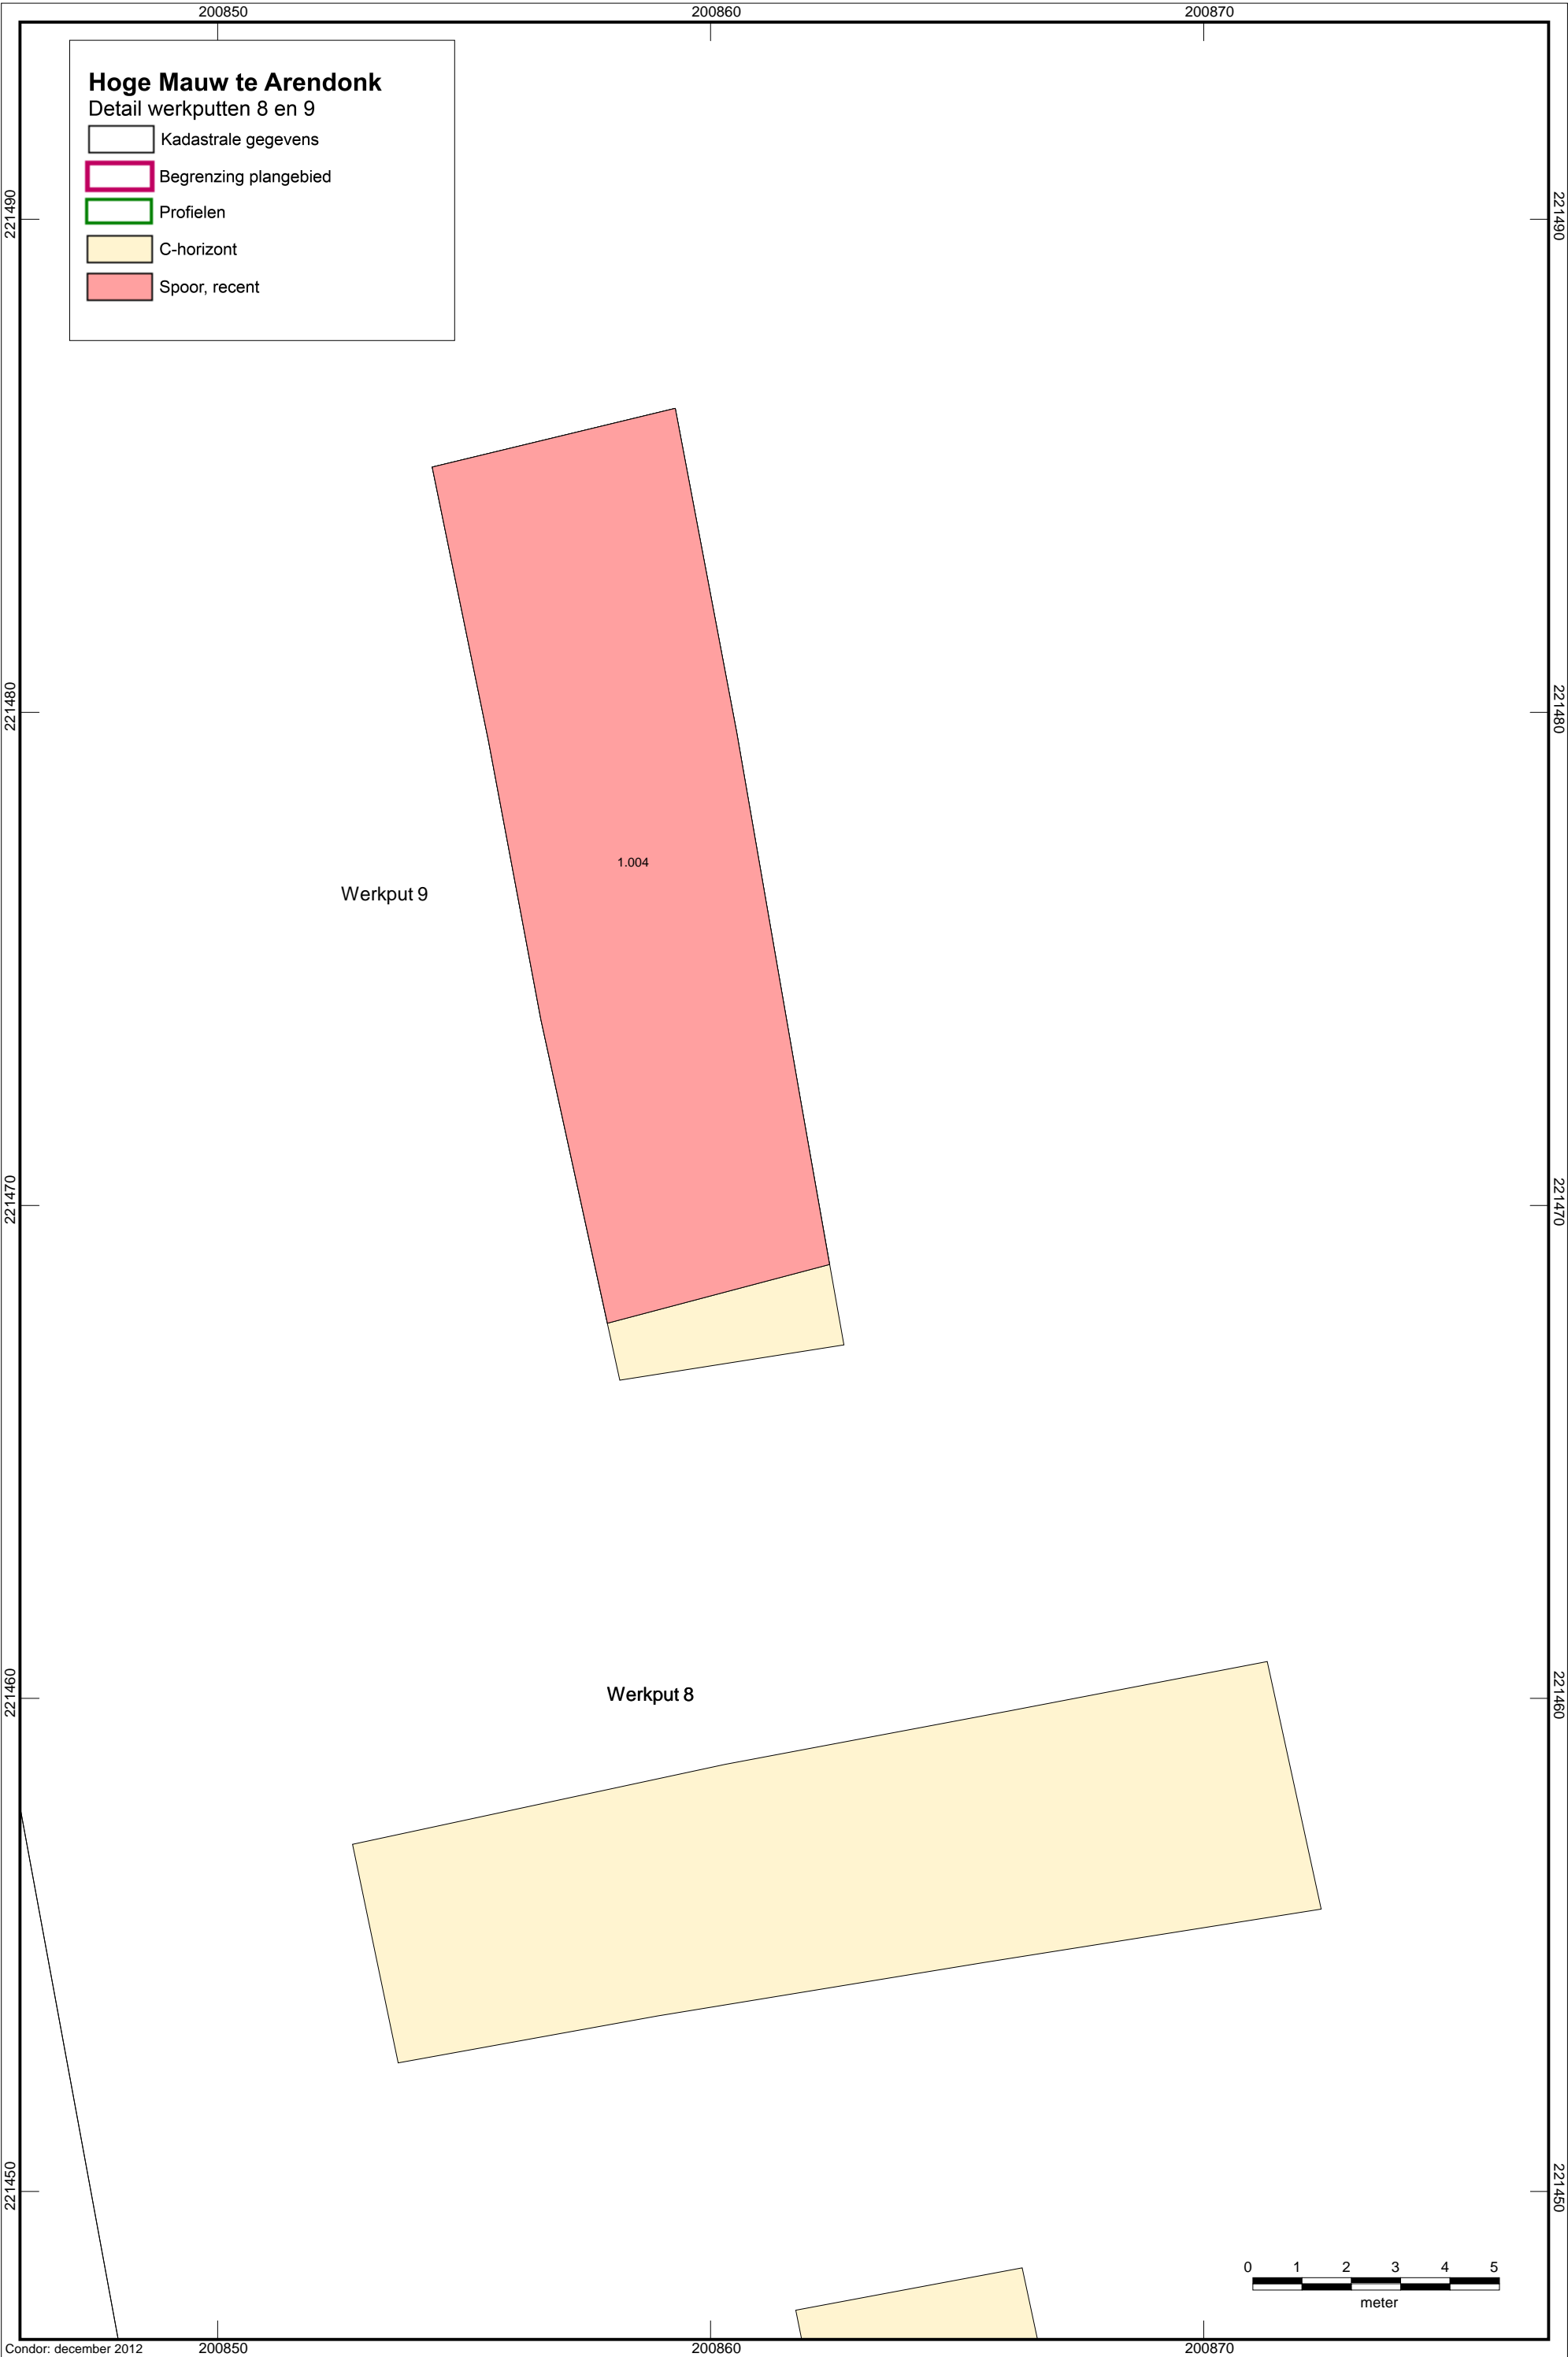 200850 200860 200870
Hoge Mauw te Arendonk
Detail werkputten 8 en 9
Kadastrale gegevens
Begrenzing plangebied
Profielen
C-horizont
Spoor, recent
221490 221490
221480 221480
1.004
Werkput 9
221470 221470
Werkput 8
221460 221460
221450 221450
0 1 2 3 4 5
meter
Condor: december 2012 200850 200860 200870